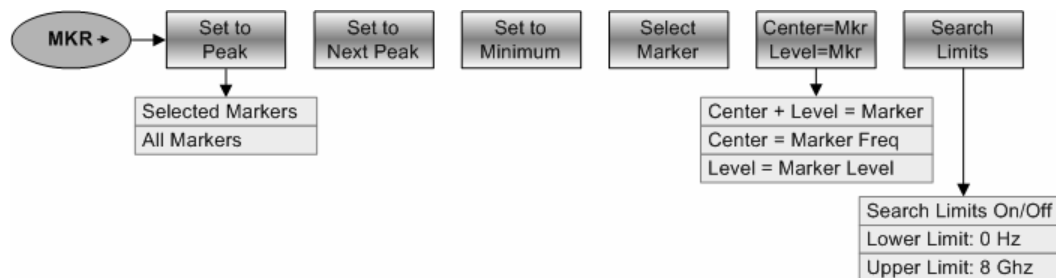 MKR →
Set to
Peak
Set to
Next Peak
Set to
Minimum
Select
Marker
Center=Mkr
Level=Mkr
Search
Limits
Selected Markers
All Markers
Center + Level = Marker
Center = Marker Freq
Level = Marker Level
Search Limits On/Off
Lower Limit: 0 Hz
Upper Limit: 8 Ghz